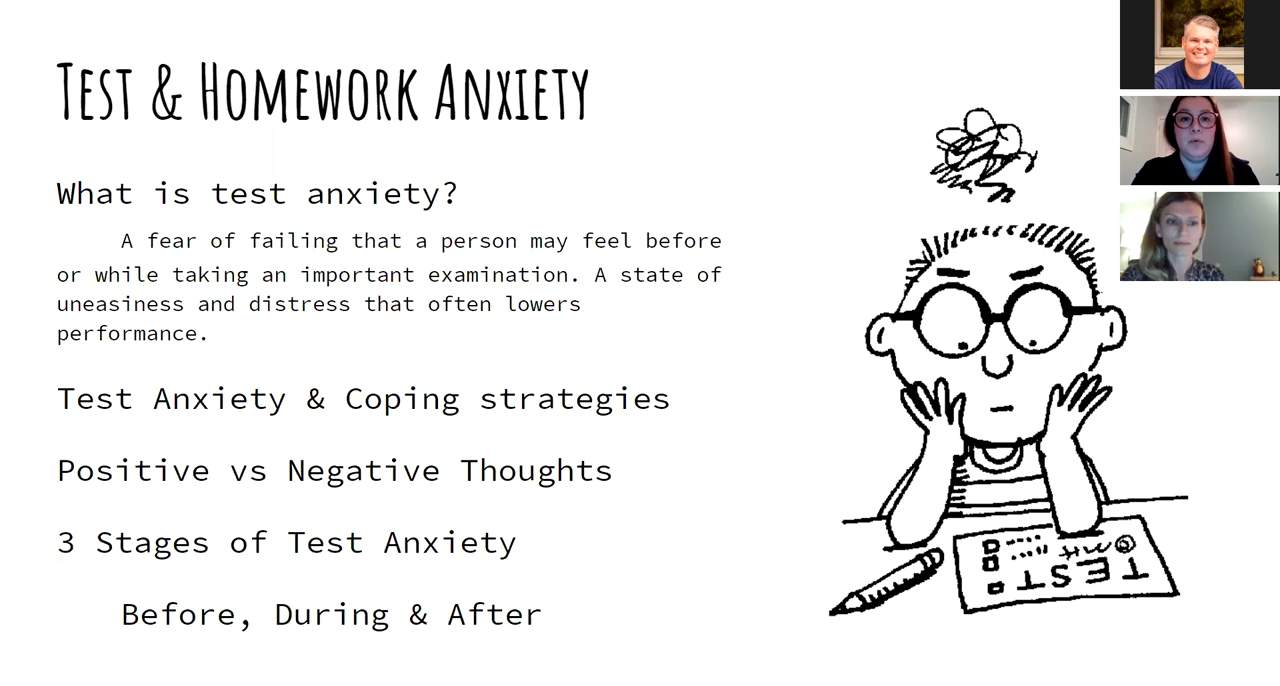 TEST & HOMEWORK ANXIETY
What is test anxiety?
A fear of failing that a person may feel before
or while taking an important examination. A state of
uneasiness and distress that often lowers
performance.
Test Anxiety & Coping strategies
Positive vs Negative Thoughts
3 Stages of Test Anxiety
Before, During & After
TEST